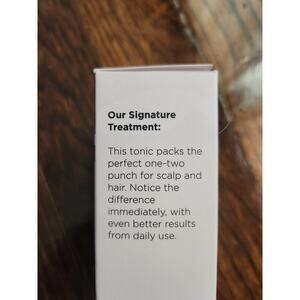 Our Signature
Treatment:
This tonic packs the
perfect one-two
punch for scalp and
hair. Notice the
difference
immediately, with
even better results
from daily use.